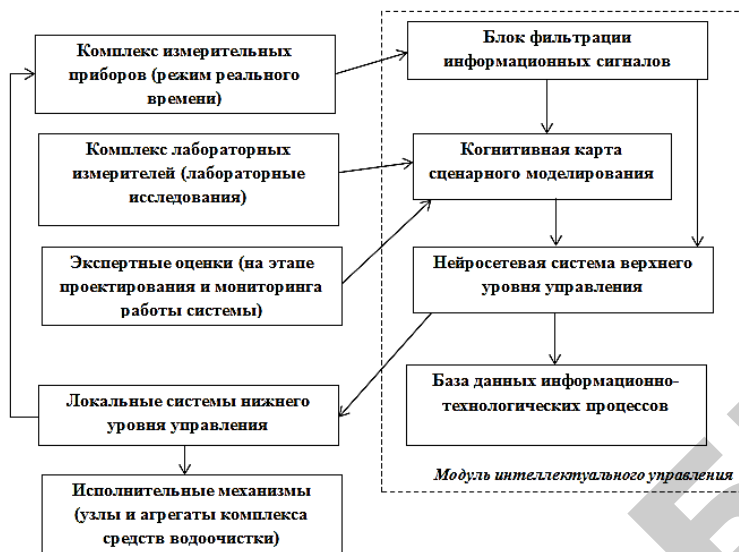 Комплекс измерительных
приборов (режим реального
времени)
Блок фильтрации
информационных сигналов
Комплекс лабораторных
измерителей (лабораторные
исследования)
Когнитивная карта
сценарного моделирования
Экспертные оценки (на этапе
проектирования и мониторинга
работы системы)
Нейросетевая система верхнего
уровня управления
Локальные системы нижнего
уровня управления
База данных информационно-
технологических процессов
Модуль интеллектуального управления
Исполнительные механизмы
(узлы и агрегаты комплекса
средств водоочистки)